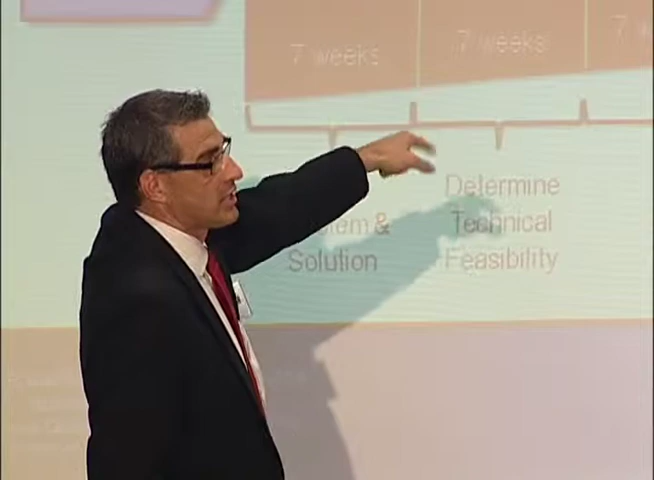 7 weeks
7 weeks
7
Determine
Technical
Feasibility
&
Solution